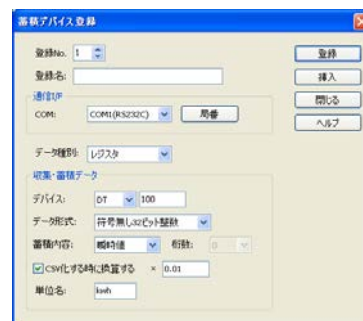 蓄積デバイス登録
登録No. 1
登録
登録名:
挿入
通信I/F
閉じる
COM: COM1(RS232C) 局番
ヘルプ
データ種別: レジスタ
収集・蓄積データ
デバイス: DT 100
データ形式: 符号無し32ビット整数
蓄積内容: 瞬時値 桁数: 0
CSV化する時に換算する × 0.01
単位名: kwh